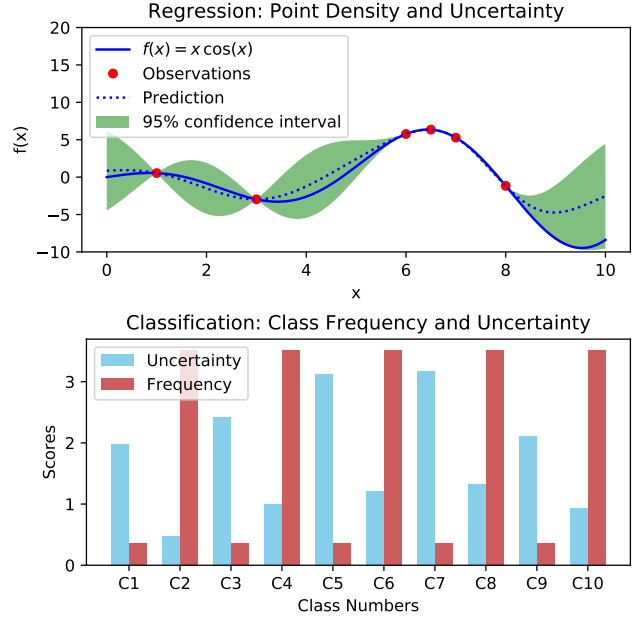 Regression: Point Density and Uncertainty
20
15
10
5
0
−5
−10
f(x)
f(x) = x cos(x)
Observations
Prediction
95% confidence interval
0 2 4 6 8 10
x
Classification: Class Frequency and Uncertainty
3
2
1
0
Scores
Uncertainty
Frequency
C1 C2 C3 C4 C5 C6 C7 C8 C9 C10
Class Numbers